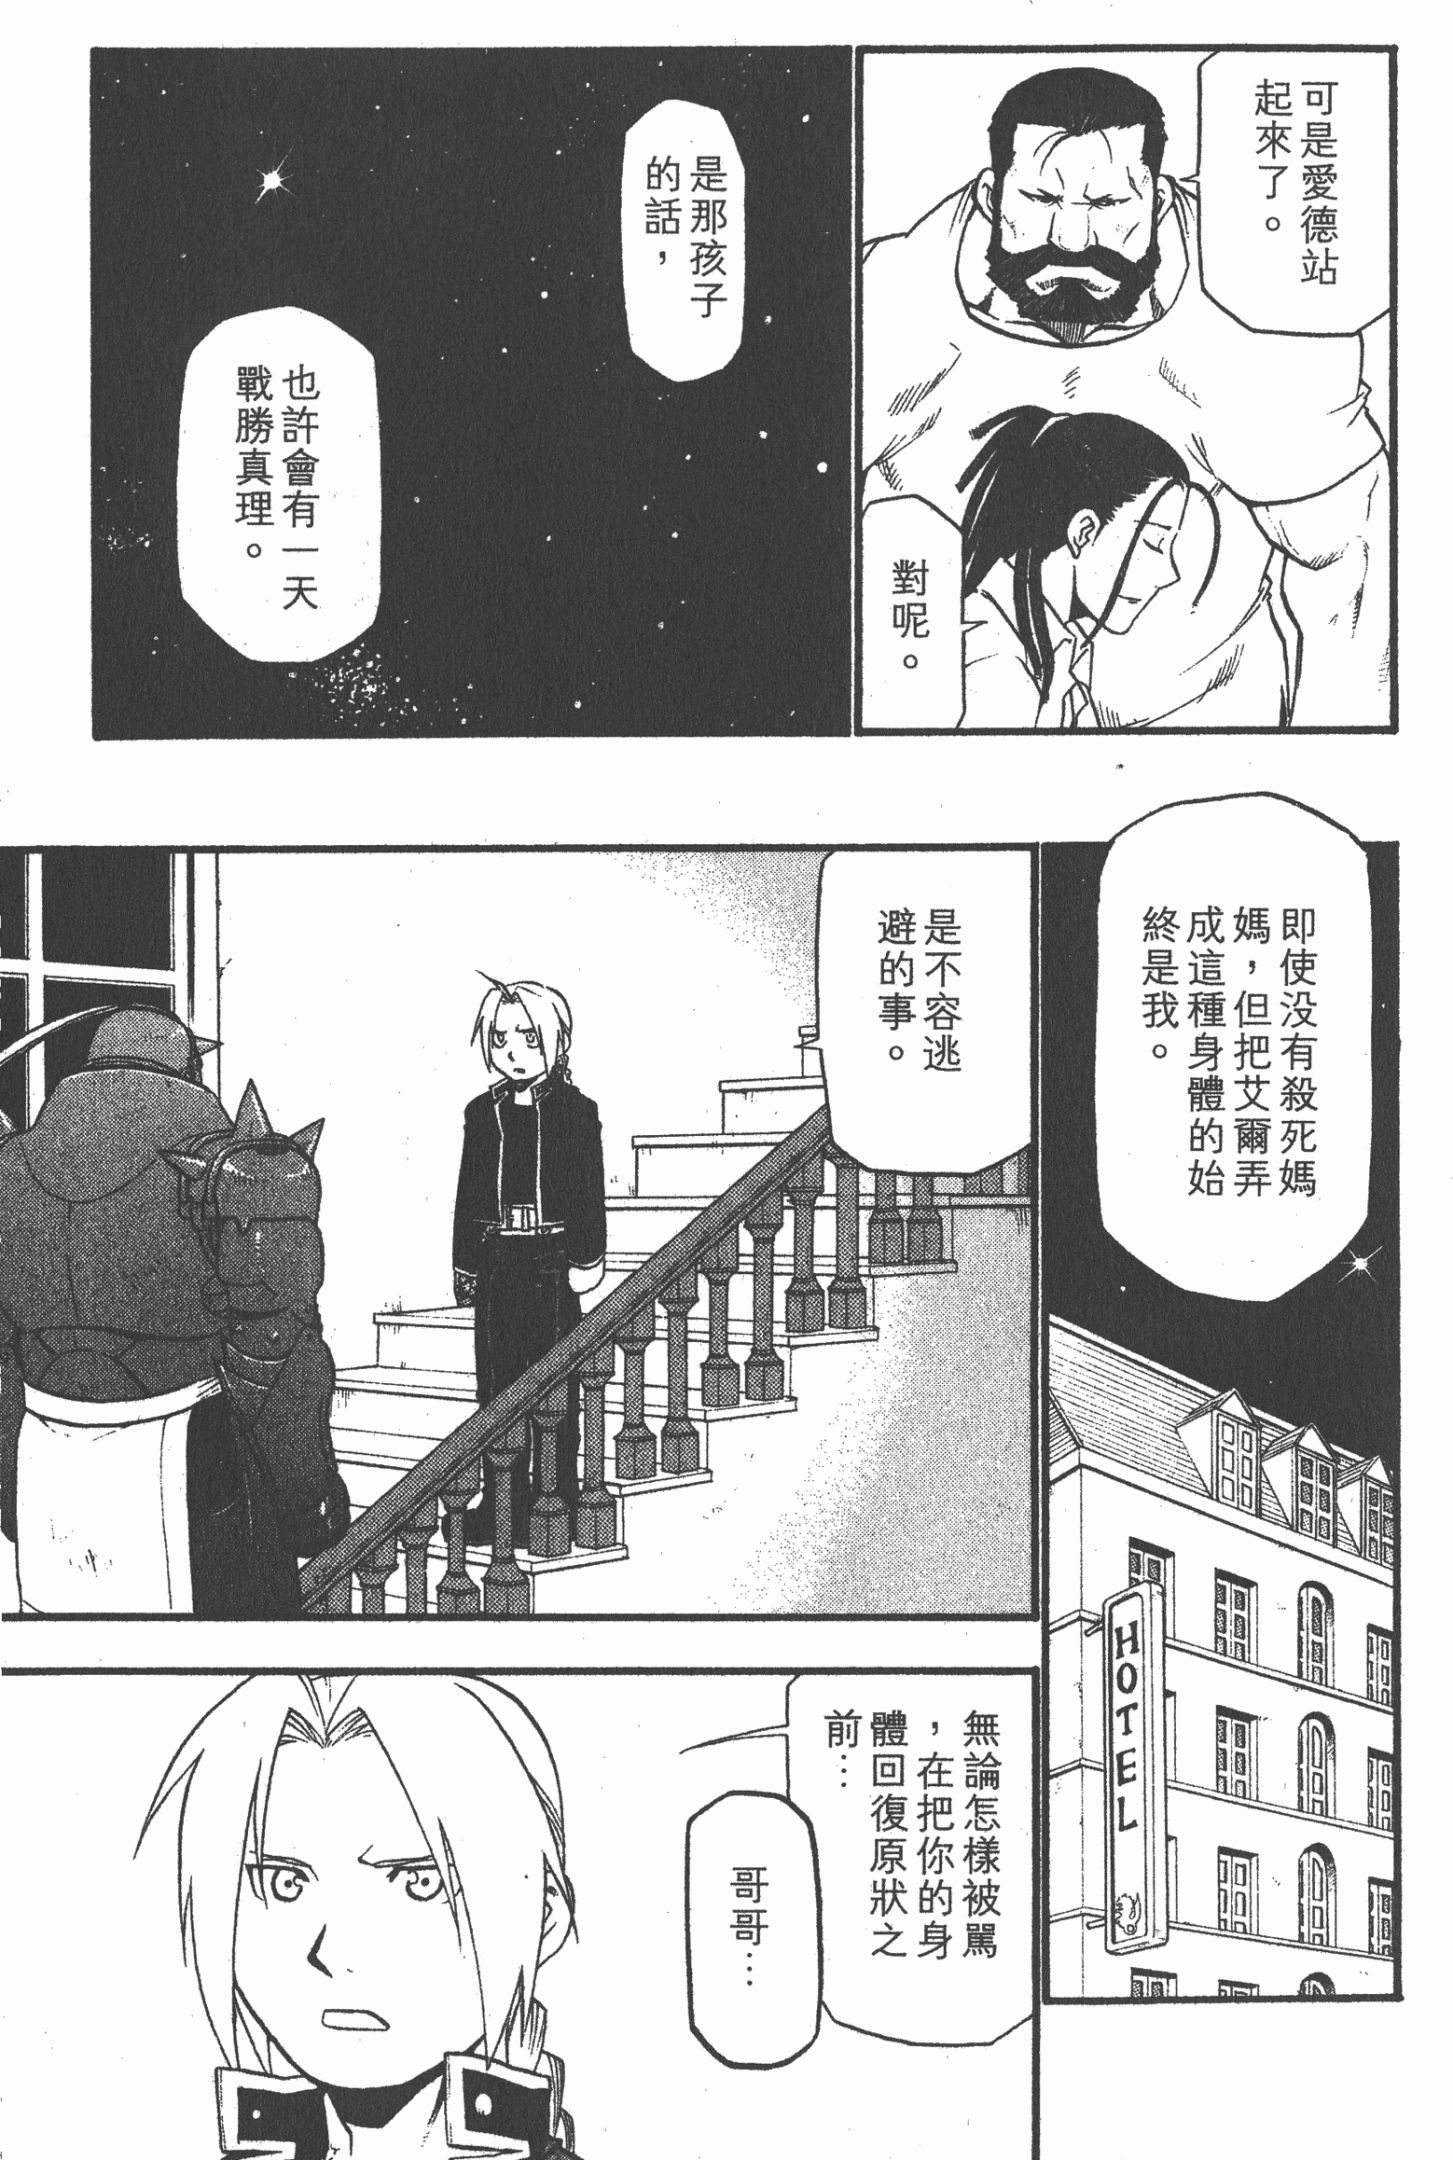 可是愛德站
起來了。
對呢。
是那孩子
的話，
也許會有一天
戰勝真理。
即使没有殺死媽
媽，但把艾爾弄
成這種身體的始
終是我。
HOTEL
是不容逃
避的事。
無論怎樣被罵
，在把你的身
體回復原狀之
前…
哥哥…